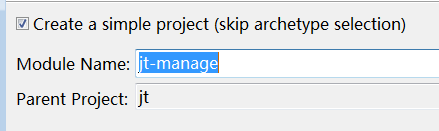 Create a simple project (skip archetype selection)
Module Name: jt-manage
Parent Project: jt